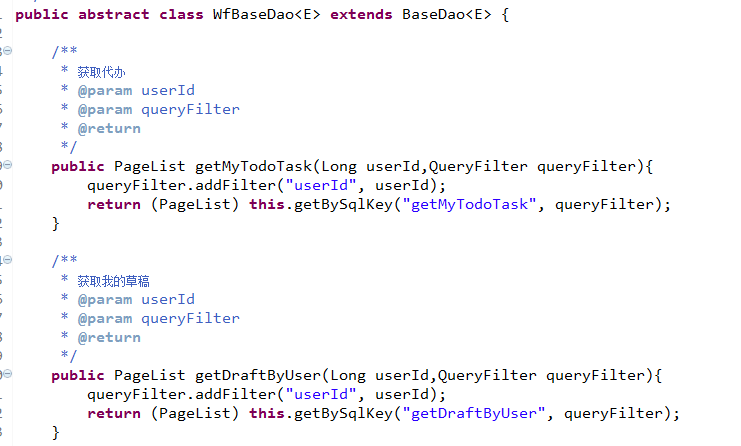 public abstract class WfBaseDao<E> extends BaseDao<E> {
/**
* 获取代办
* @param userId
* @param queryFilter
* @return
*/
public PageList getMyTodoTask(Long userId,QueryFilter queryFilter){
queryFilter.addFilter("userId", userId);
return (PageList) this.getBySqlKey("getMyTodoTask", queryFilter);
}
/**
* 获取我的草稿
* @param userId
* @param queryFilter
* @return
*/
public PageList getDraftByUser(Long userId,QueryFilter queryFilter){
queryFilter.addFilter("userId", userId);
return (PageList) this.getBySqlKey("getDraftByUser", queryFilter);
}